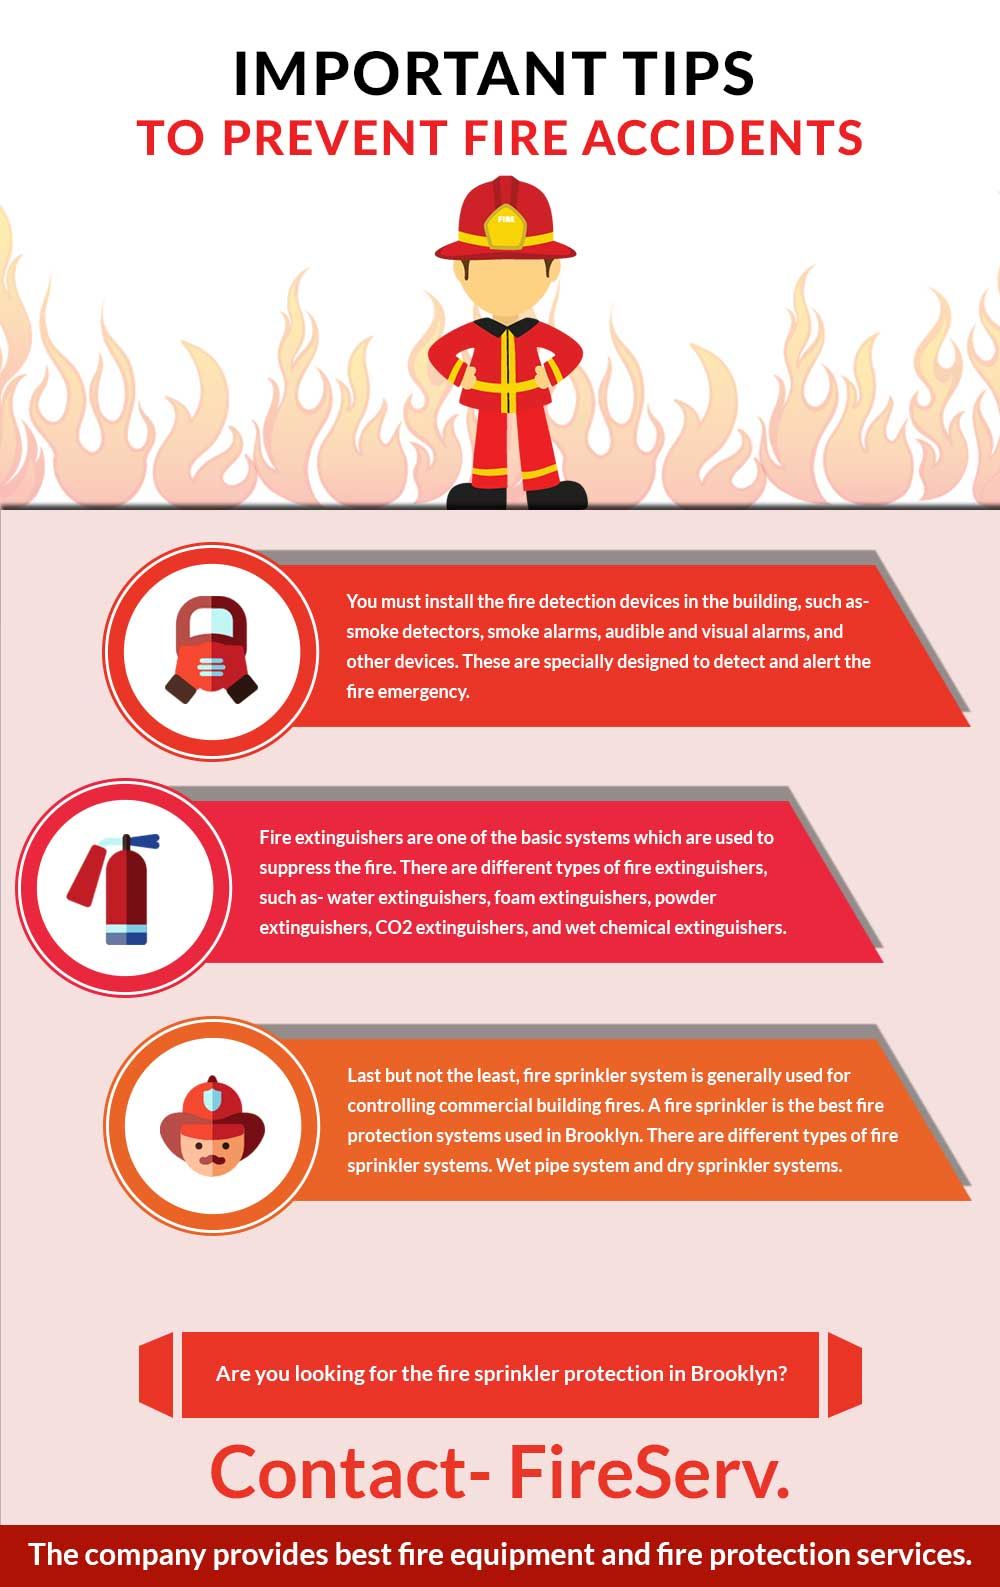 IMPORTANT TIPS
TO PREVENT FIRE ACCIDENTS
FIRE
You must install the fire detection devices in the building, such as-
smoke detectors, smoke alarms, audible and visual alarms, and
other devices. These are specially designed to detect and alert the
fire emergency.
Fire extinguishers are one of the basic systems which are used to
suppress the fire. There are different types of fire extinguishers,
such as- water extinguishers, foam extinguishers, powder
extinguishers, CO2 extinguishers, and wet chemical extinguishers.
Last but not the least, fire sprinkler system is generally used for
controlling commercial building fires. A fire sprinkler is the best fire
protection systems used in Brooklyn. There are different types of fire
sprinkler systems. Wet pipe system and dry sprinkler systems.
Are you looking for the fire sprinkler protection in Brooklyn?
Contact- FireServ.
The company provides best fire equipment and fire protection services.